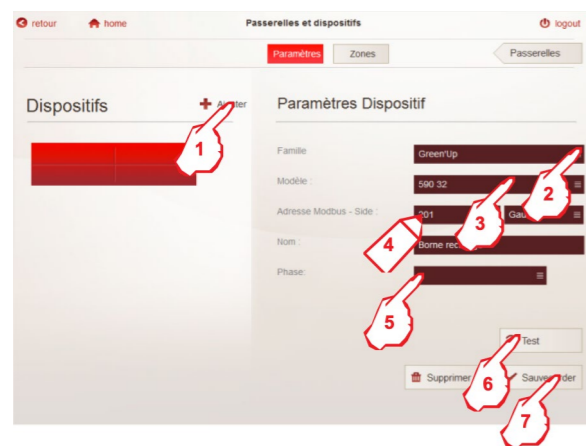 retour
home
Passerelles et dispositifs
logout
Paramètres
Zones
Passerelles
Dispositifs
Paramètres Dispositif
1
Famille
Green'Up
2
Modèle :
590 32
3
Adresse Modbus - Side :
201
4
Nom :
Phase:
5
Test
6
Supprimer
7